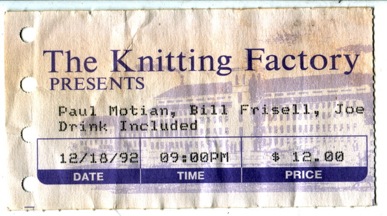 The Knitting Factory
PRESENTS
Paul Motian, Bill Frisell, Joe
Drink Included
12/18/92 09:00PM $ 12.00
DATE TIME PRICE